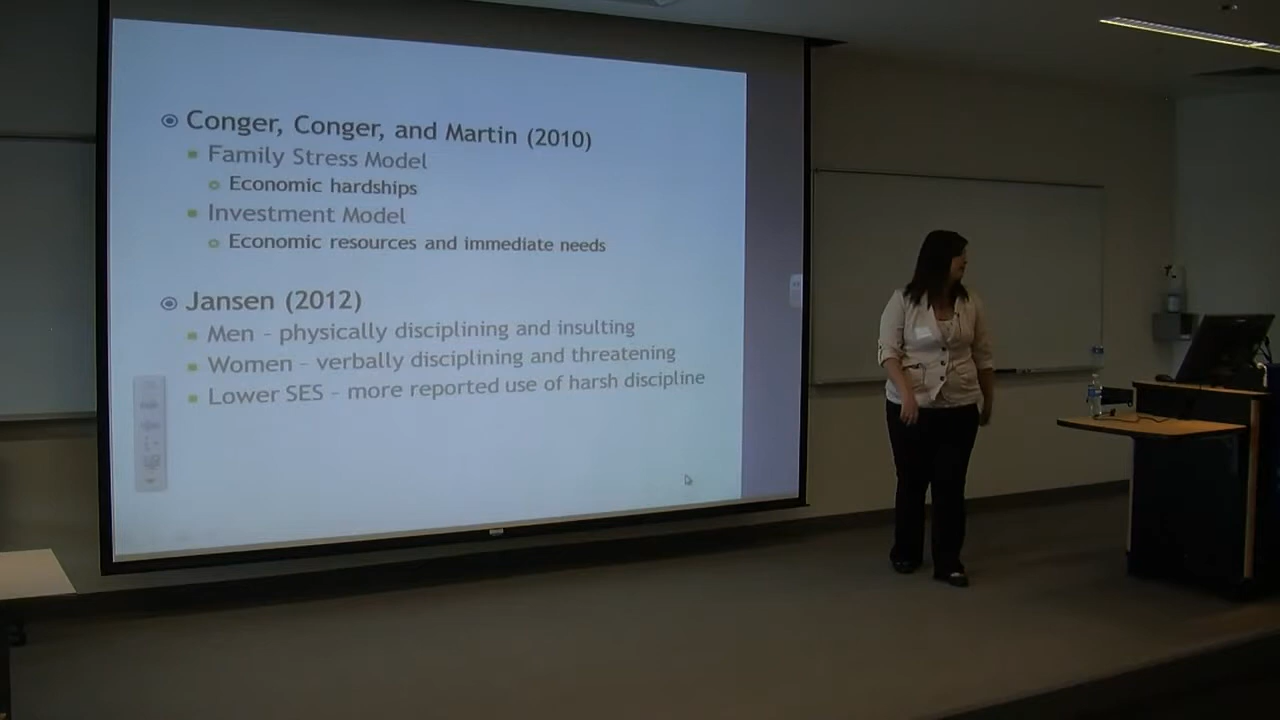 Conger, Conger, and Martin (2010)
Family Stress Model
Economic hardships
Investment Model
Economic resources and immediate needs
Jansen (2012)
Men – physically disciplining and insulting
Women – verbally disciplining and threatening
Lower SES – more reported use of harsh discipline